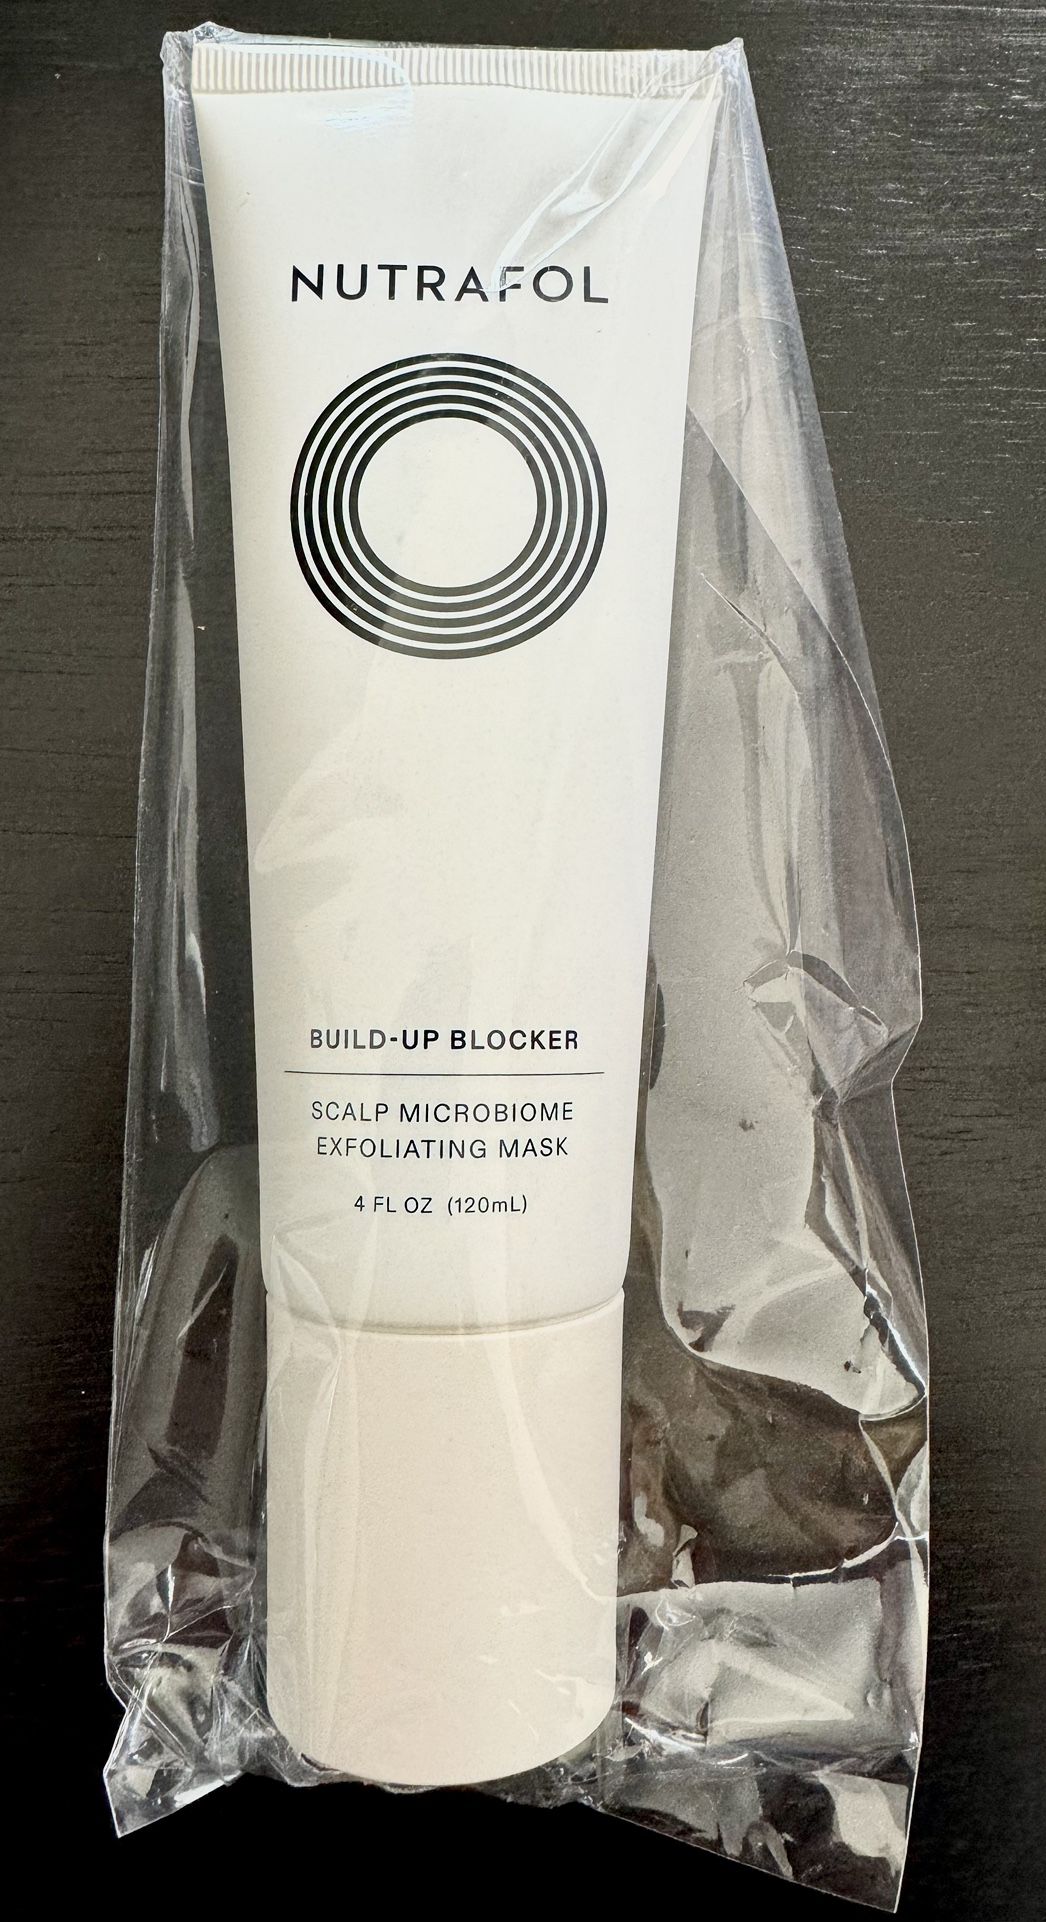 NUTRAFOL
BUILD-UP BLOCKER
SCALP MICROBIOME
EXFOLIATING MASK
4 FL OZ (120mL)